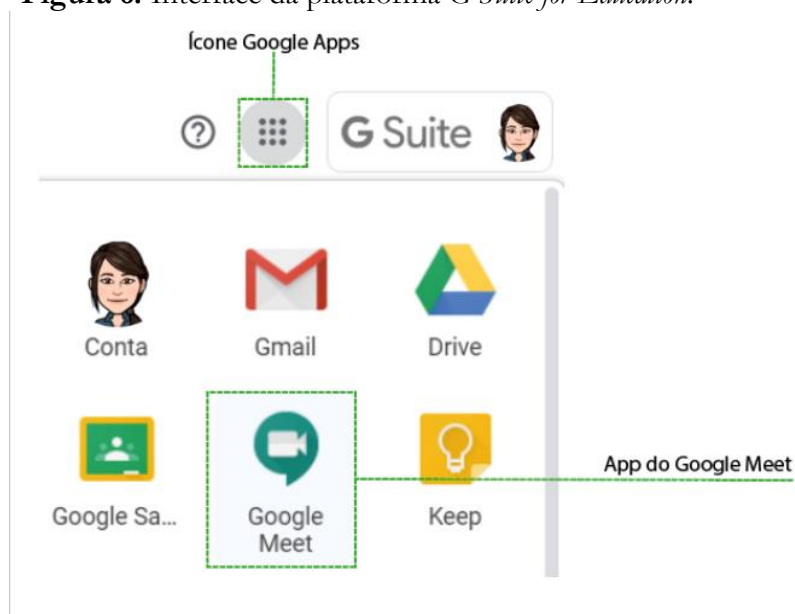 Figura 6. Interface da plataforma G Suite for Education.
Ícone Google Apps
G Suite
Conta
Gmail
Drive
App do Google Meet
Google Sa...
Google
Meet
Keep